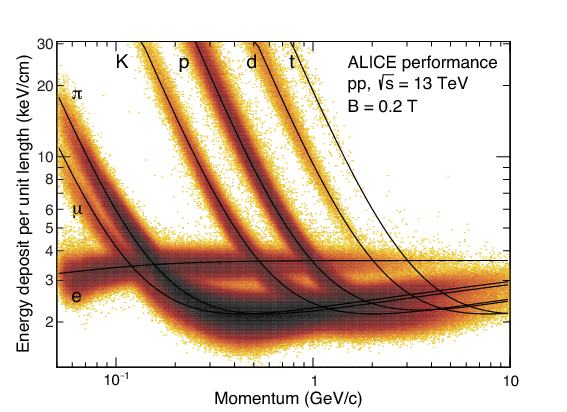 Energy deposit per unit length (keV/cm)
30
20
10
8
6
5
4
3
2
π
μ
e
K p d t
ALICE performance
pp, √s = 13 TeV
B = 0.2 T
10⁻¹ 1 10
Momentum (GeV/c)